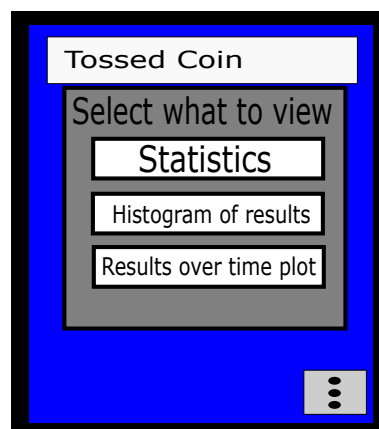 Tossed Coin
Select what to view
Statistics
Histogram of results
Results over time plot